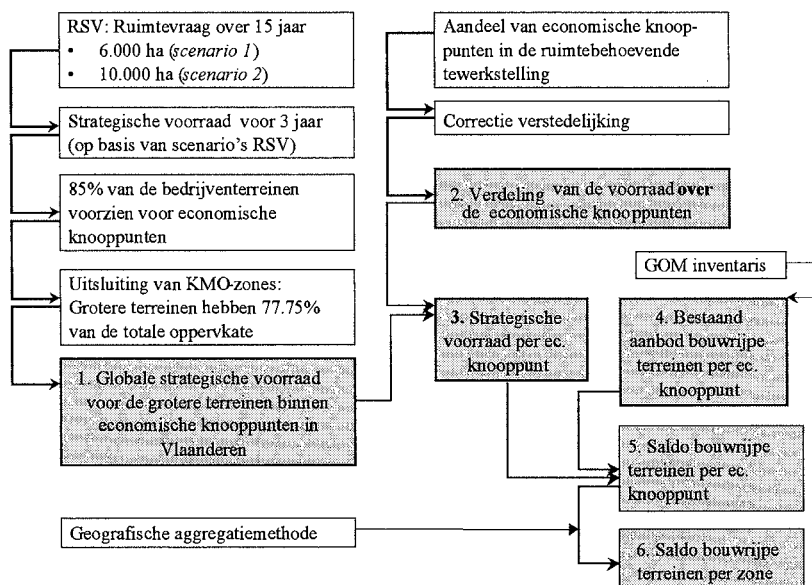 RSV: Ruimtevraag over 15 jaar
• 6.000 ha (scenario 1)
• 10.000 ha (scenario 2)
Strategische voorraad voor 3 jaar
(op basis van scenario's RSV)
85% van de bedrijventerreinen
voorzien voor economische
knooppunten
Uitsluiting van KMO-zones:
Grotere terreinen hebben 77.75%
van de totale oppervkate
1. Globale strategische voorraad
voor de grotere terreinen binnen
economische knooppunten in
Vlaanderen
Geografische aggregatiemethode
Aandeel van economische knoop-
punten in de ruimtebehoevende
tewerkstelling
Correctie verstedelijking
2. Verdeling van de voorraad over
de economische knooppunten
GOM inventaris
3. Strategische
voorraad per ec.
knooppunt
4. Bestaand
aanbod bouwrijpe
terreinen per ec.
knooppunt
5. Saldo bouwrijpe
terreinen per ec.
knooppunt
6. Saldo bouwrijpe
terreinen per zone